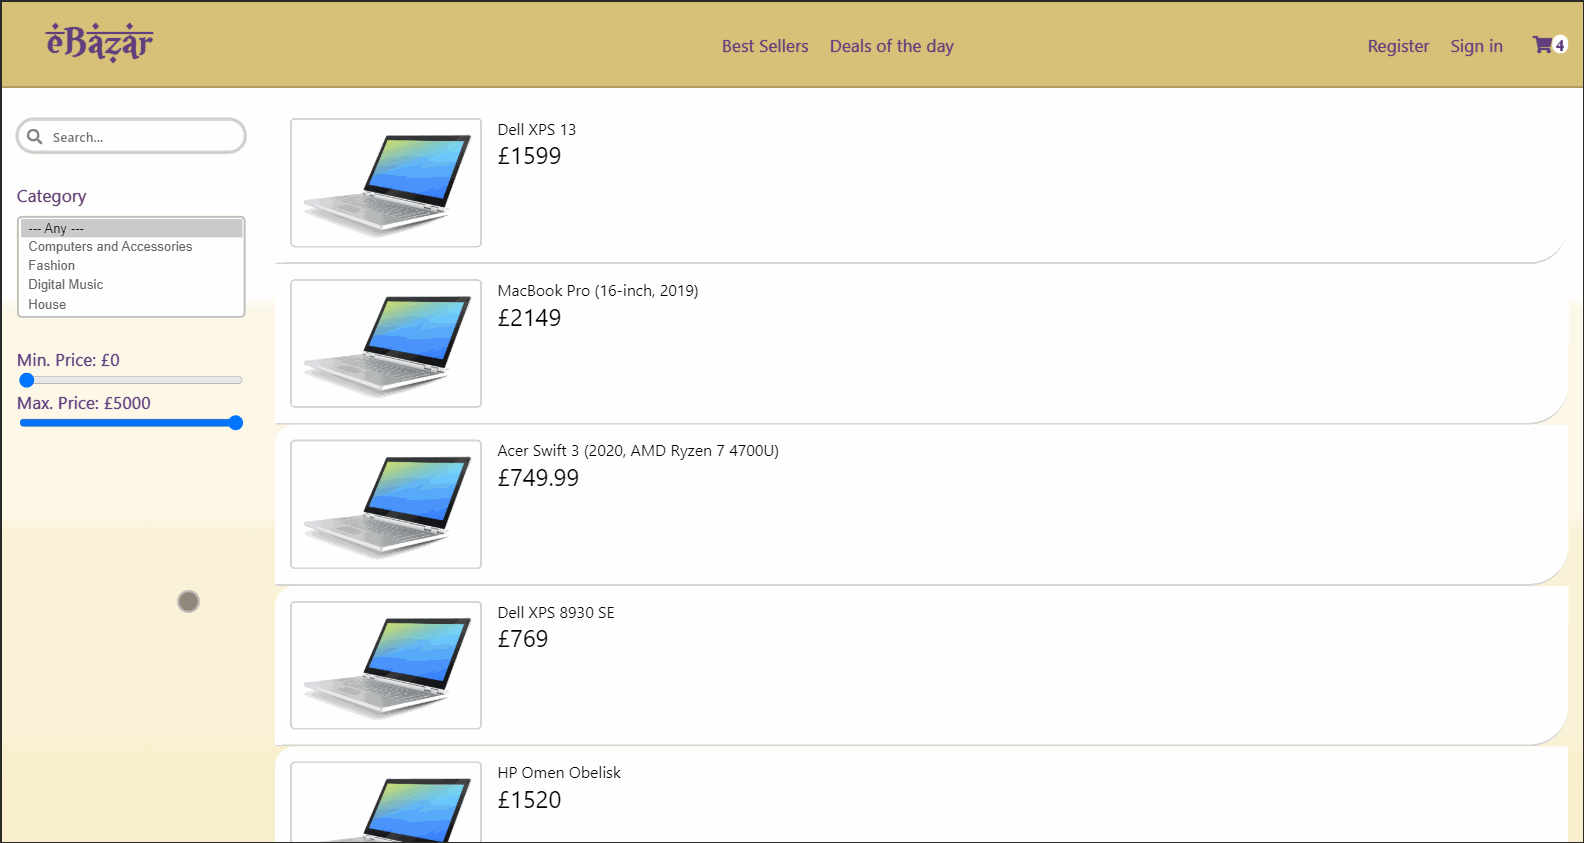 eBazar
Best Sellers
Deals of the day
Register
Sign in
4
Search...
Category
--- Any ---
Computers and Accessories
Fashion
Digital Music
House
Min. Price: £0
Max. Price: £5000
Dell XPS 13
£1599
MacBook Pro (16-inch, 2019)
£2149
Acer Swift 3 (2020, AMD Ryzen 7 4700U)
£749.99
Dell XPS 8930 SE
£769
HP Omen Obelisk
£1520